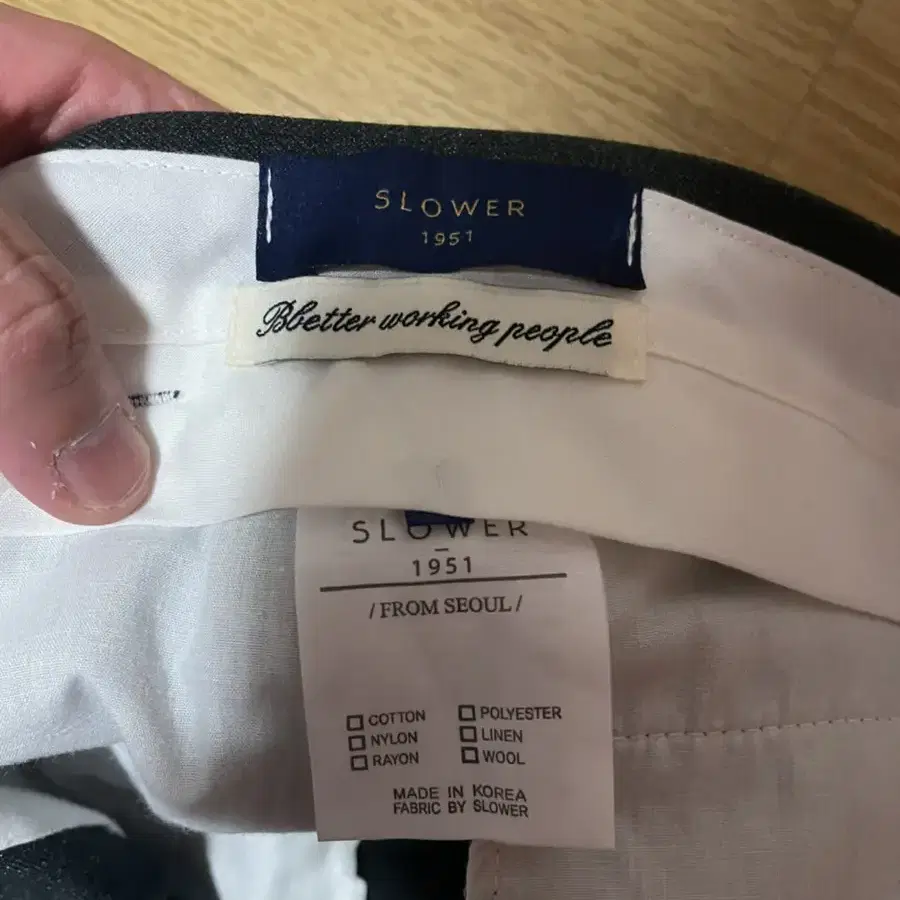 SLOWER
1951
Bbetter working people
SLOWER
1951
/ FROM SEOUL /
COTTON
NYLON
RAYON
POLYESTER
LINEN
WOOL
MADE IN KOREA
FABRIC BY SLOWER